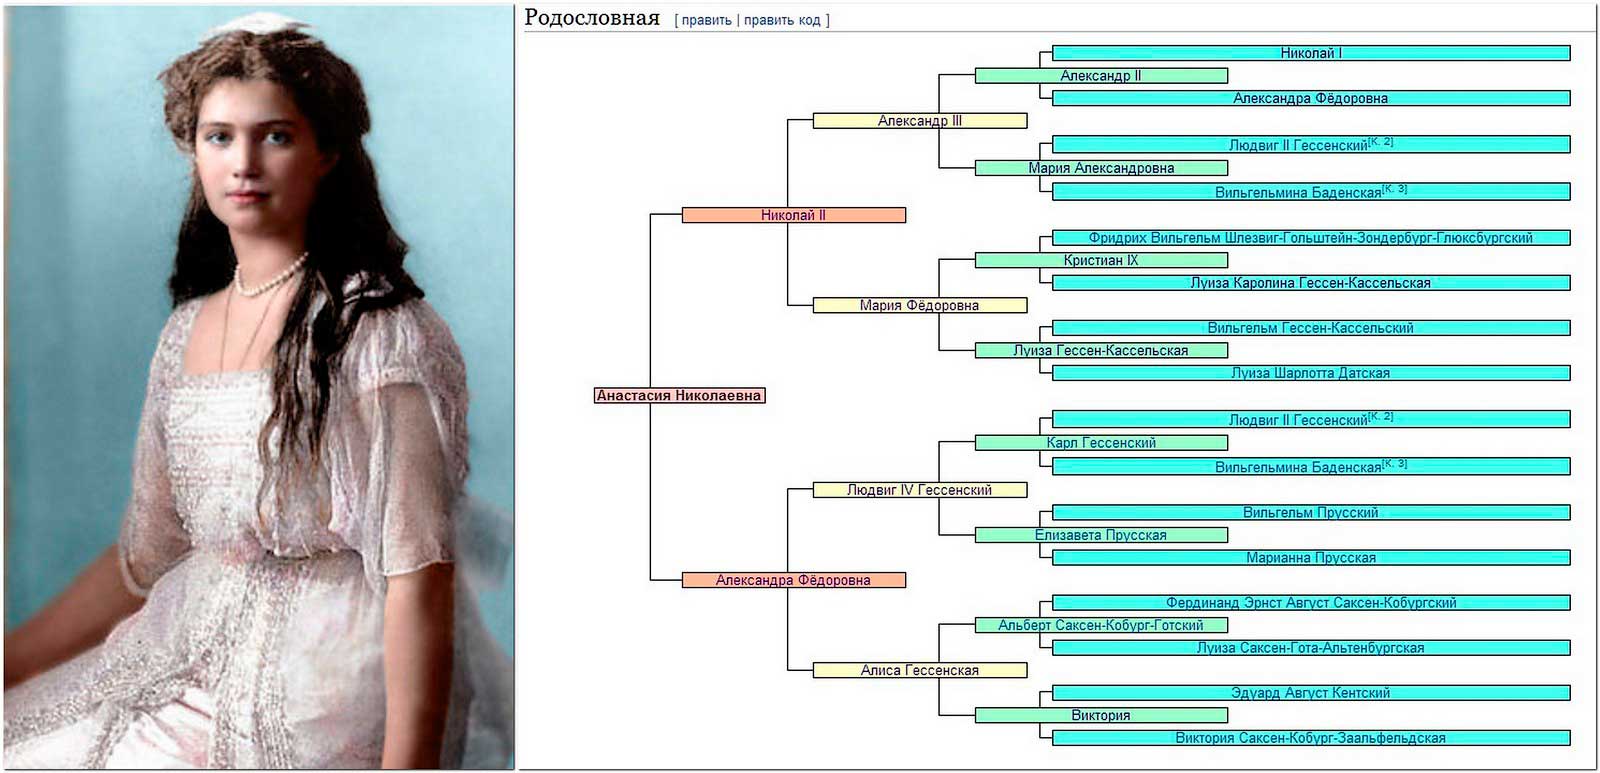 Родословная [ править | править код ]
Николай I
Александр II
Александра Фёдоровна
Александр III
Людвиг II Гессенский[К. 2]
Мария Александровна
Вильгельмина Баденская[К. 3]
Николай II
Фридрих Вильгельм Шлезвиг-Гольштейн-Зондербург-Глюксбургский
Кристиан IX
Луиза Каролина Гессен-Кассельская
Мария Фёдоровна
Вильгельм Гессен-Кассельский
Луиза Гессен-Кассельская
Луиза Шарлотта Датская
Анастасия Николаевна
Людвиг II Гессенский[К. 2]
Карл Гессенский
Вильгельмина Баденская[К. 3]
Людвиг IV Гессенский
Вильгельм Прусский
Елизавета Прусская
Марианна Прусская
Александра Фёдоровна
Фердинанд Эрнст Август Саксен-Кобургский
Альберт Саксен-Кобург-Готский
Луиза Саксен-Гота-Альтенбургская
Алиса Гессенская
Эдуард Август Кентский
Виктория
Виктория Саксен-Кобург-Заальфельдская